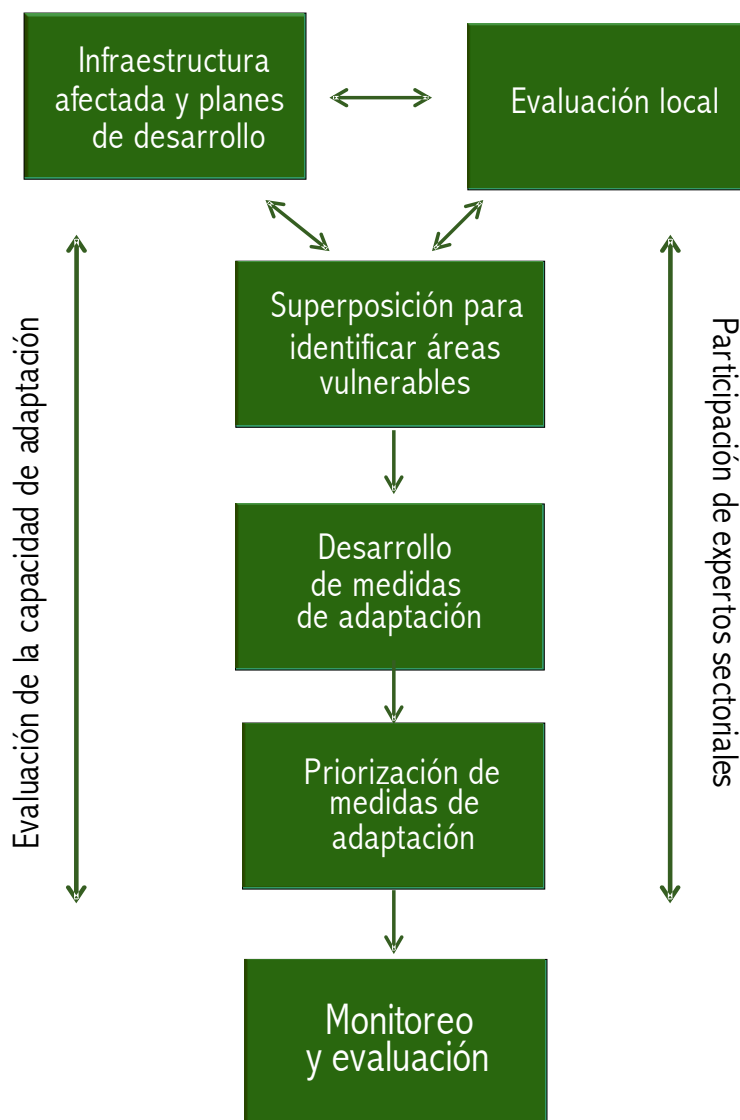 Infraestructura
afectada y planes
de desarrollo
Evaluación local
Superposición para
identificar áreas
vulnerables
Desarrollo
de medidas
de adaptación
Priorización de
medidas de
adaptación
Monitoreo
y evaluación
Evaluación de la capacidad de adaptación
Participación de expertos sectoriales